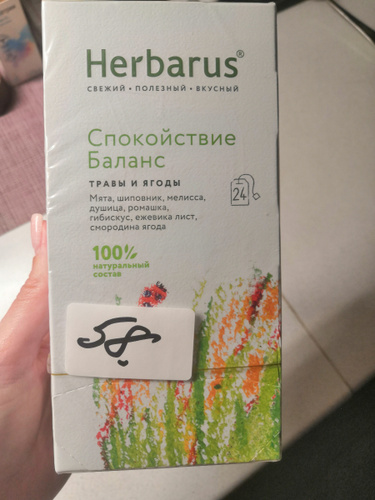 Herbarus®
СВЕЖИЙ • ПОЛЕЗНЫЙ • ВКУСНЫЙ
Спокойствие
Баланс
ТРАВЫ И ЯГОДЫ
Мята, шиповник, мелисса,
душица, ромашка,
гибискус, ежевика лист,
смородина ягода
24
100%
натуральный
состав
58